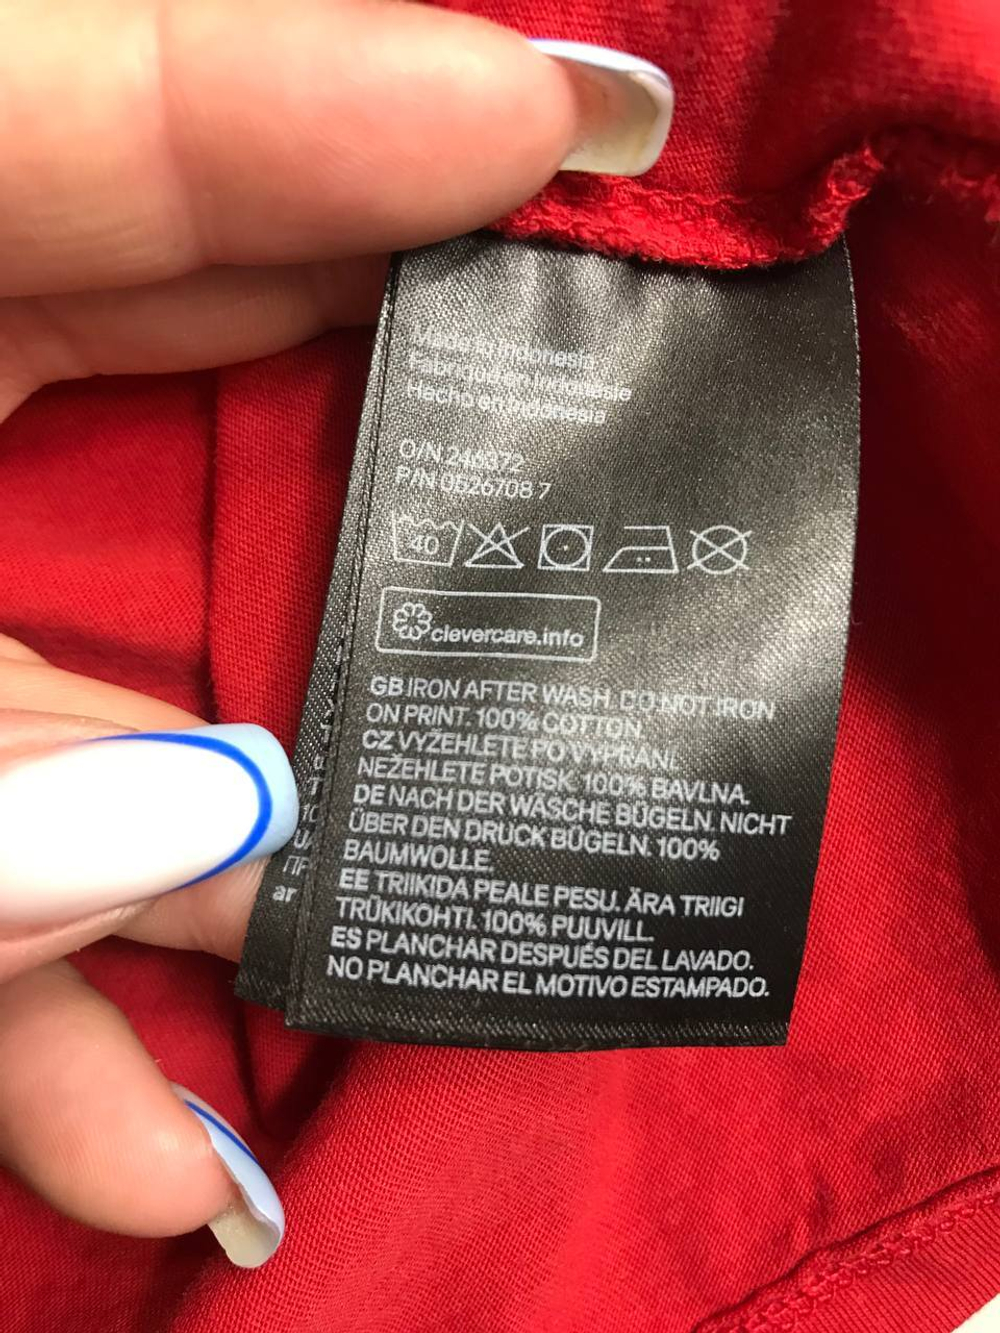 Made in Indonesia
Fabriqué en Indonésie
Hecho en Indonesia
O/N
P/N 0526708 7
40
clevercare.info
GB IRON AFTER WASH. DO NOT IRON
ON PRINT. 100% COTTON.
CZ VYŽEHLETE PO VYPRÁNÍ.
NEŽEHLETE POTISK. 100% BAVLNA.
DE NACH DER WÄSCHE BÜGELN. NICHT
ÜBER DEN DRUCK BÜGELN. 100%
BAUMWOLLE.
EE TRIIKIDA PEALE PESU. ÄRA TRIIGI
TRÜKIKOHTI. 100% PUUVILL.
ES PLANCHAR DESPUÉS DEL LAVADO.
NO PLANCHAR EL MOTIVO ESTAMPADO.
ar